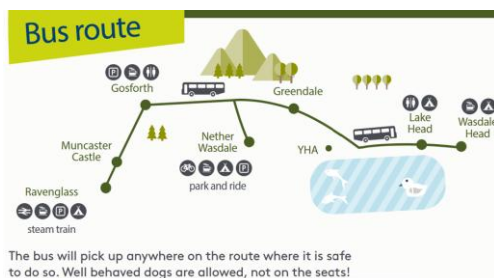 Bus route
P
Gosforth
Greendale
Muncaster
Castle
Nether
Wasdale
P
park and ride
YHA
Lake
Head
Wasdale
Head
Ravenglass
P
steam train
The bus will pick up anywhere on the route where it is safe
to do so. Well behaved dogs are allowed, not on the seats!